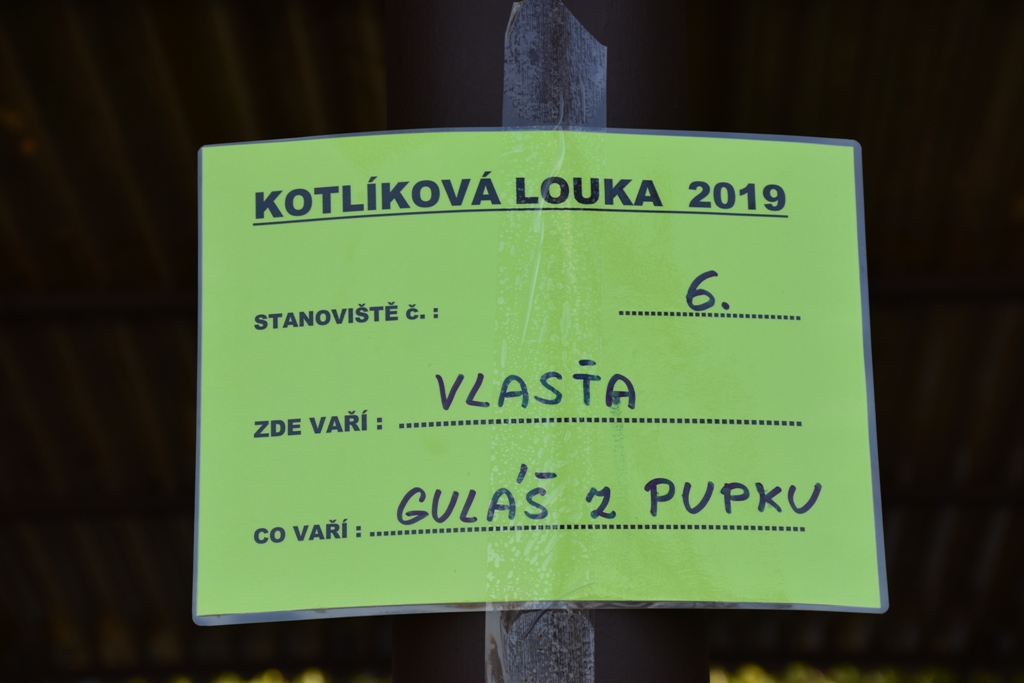 KOTLÍKOVÁ LOUKA 2019
STANOVIŠTĚ č. : 6.
ZDE VAŘÍ : VLASŤA
CO VAŘÍ : GULÁŠ Z PUPKU